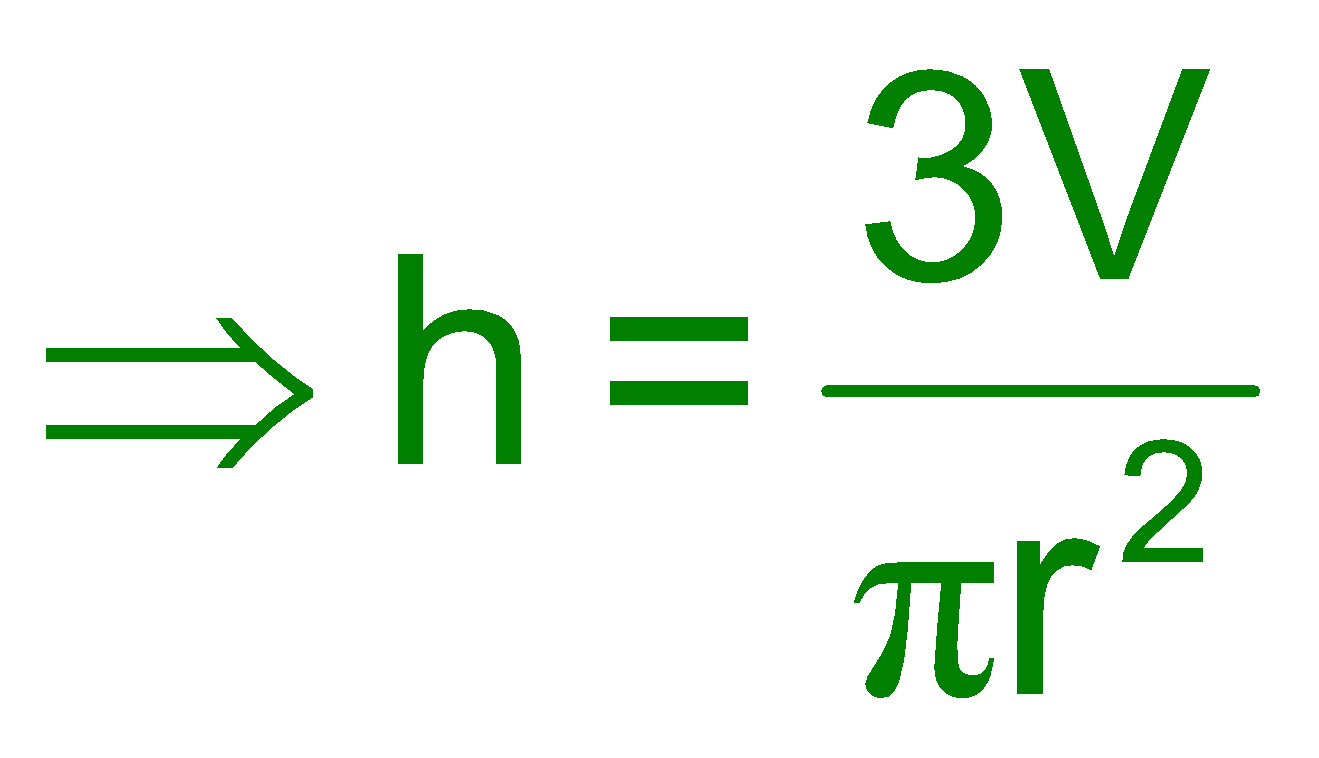 ⇒ h = 3V / πr²